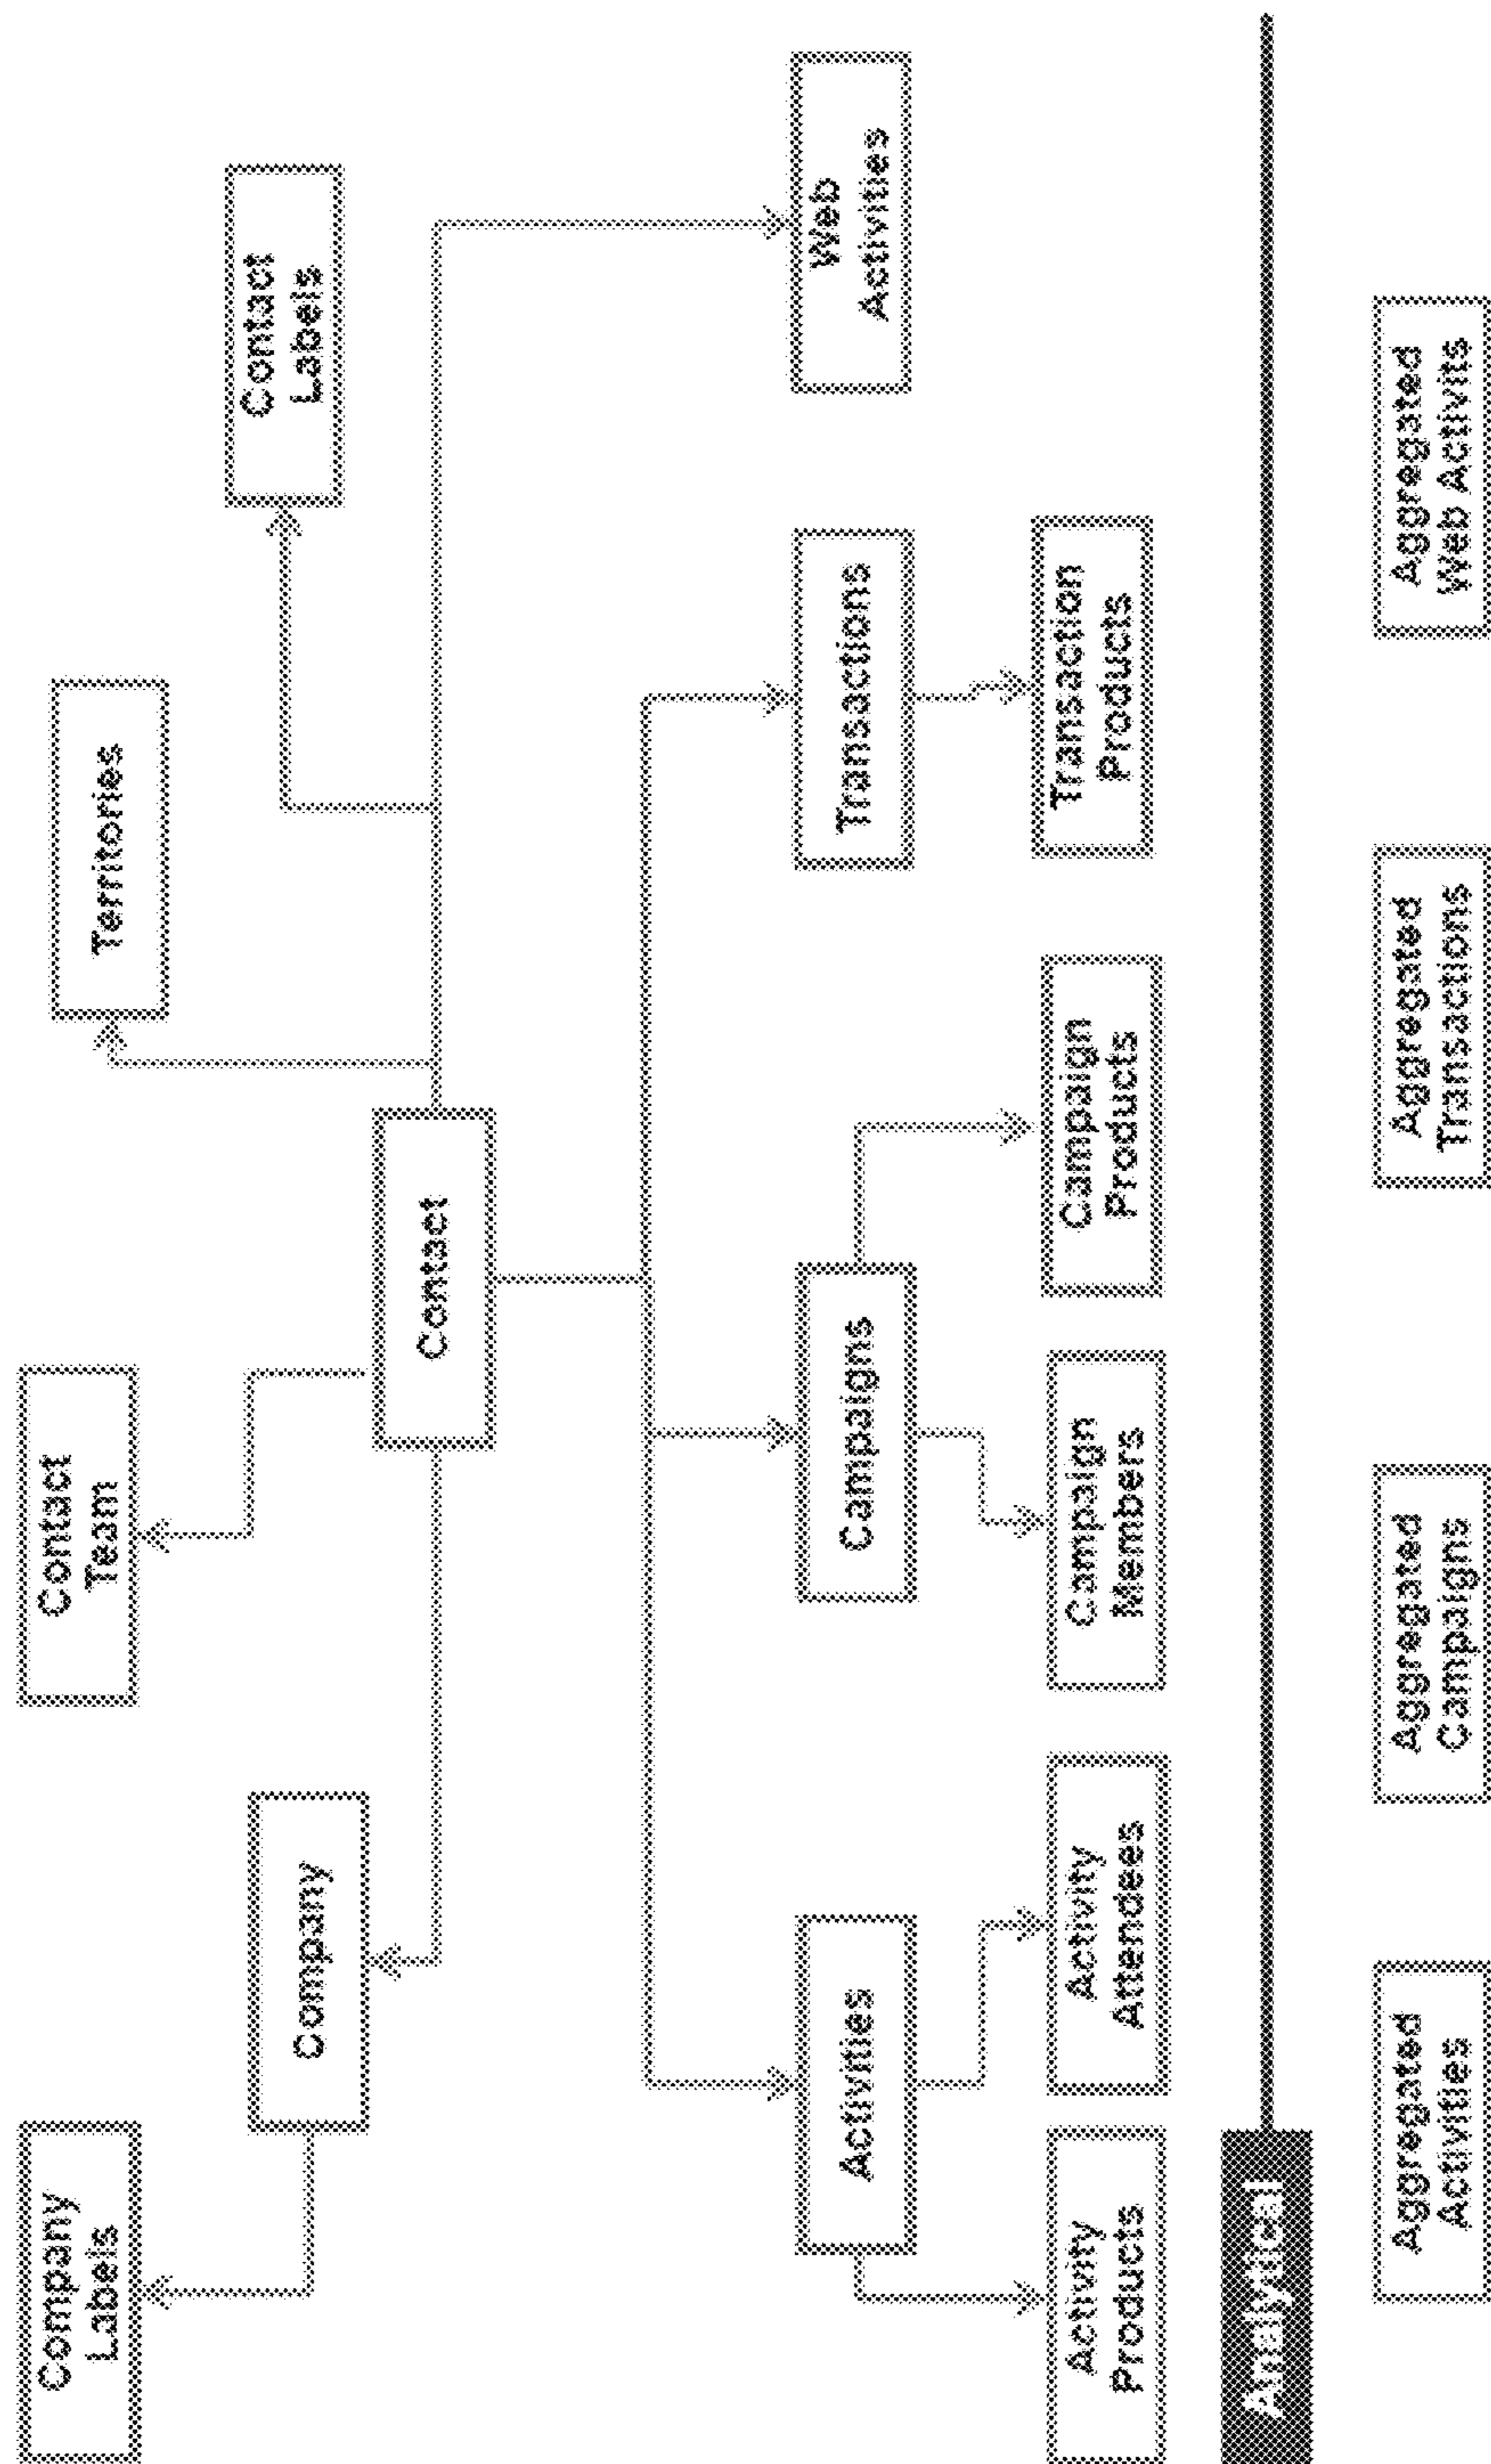 Company
Labels
Contact
Team
Territories
Contact
Labels
Company
Contact
Activities
Campaigns
Transactions
Web
Activities
Activity
Products
Activity
Attendees
Campaign
Members
Campaign
Products
Transaction
Products
Analytical
Aggregated
Activities
Aggregated
Campaigns
Aggregated
Transactions
Aggregated
Web Activits